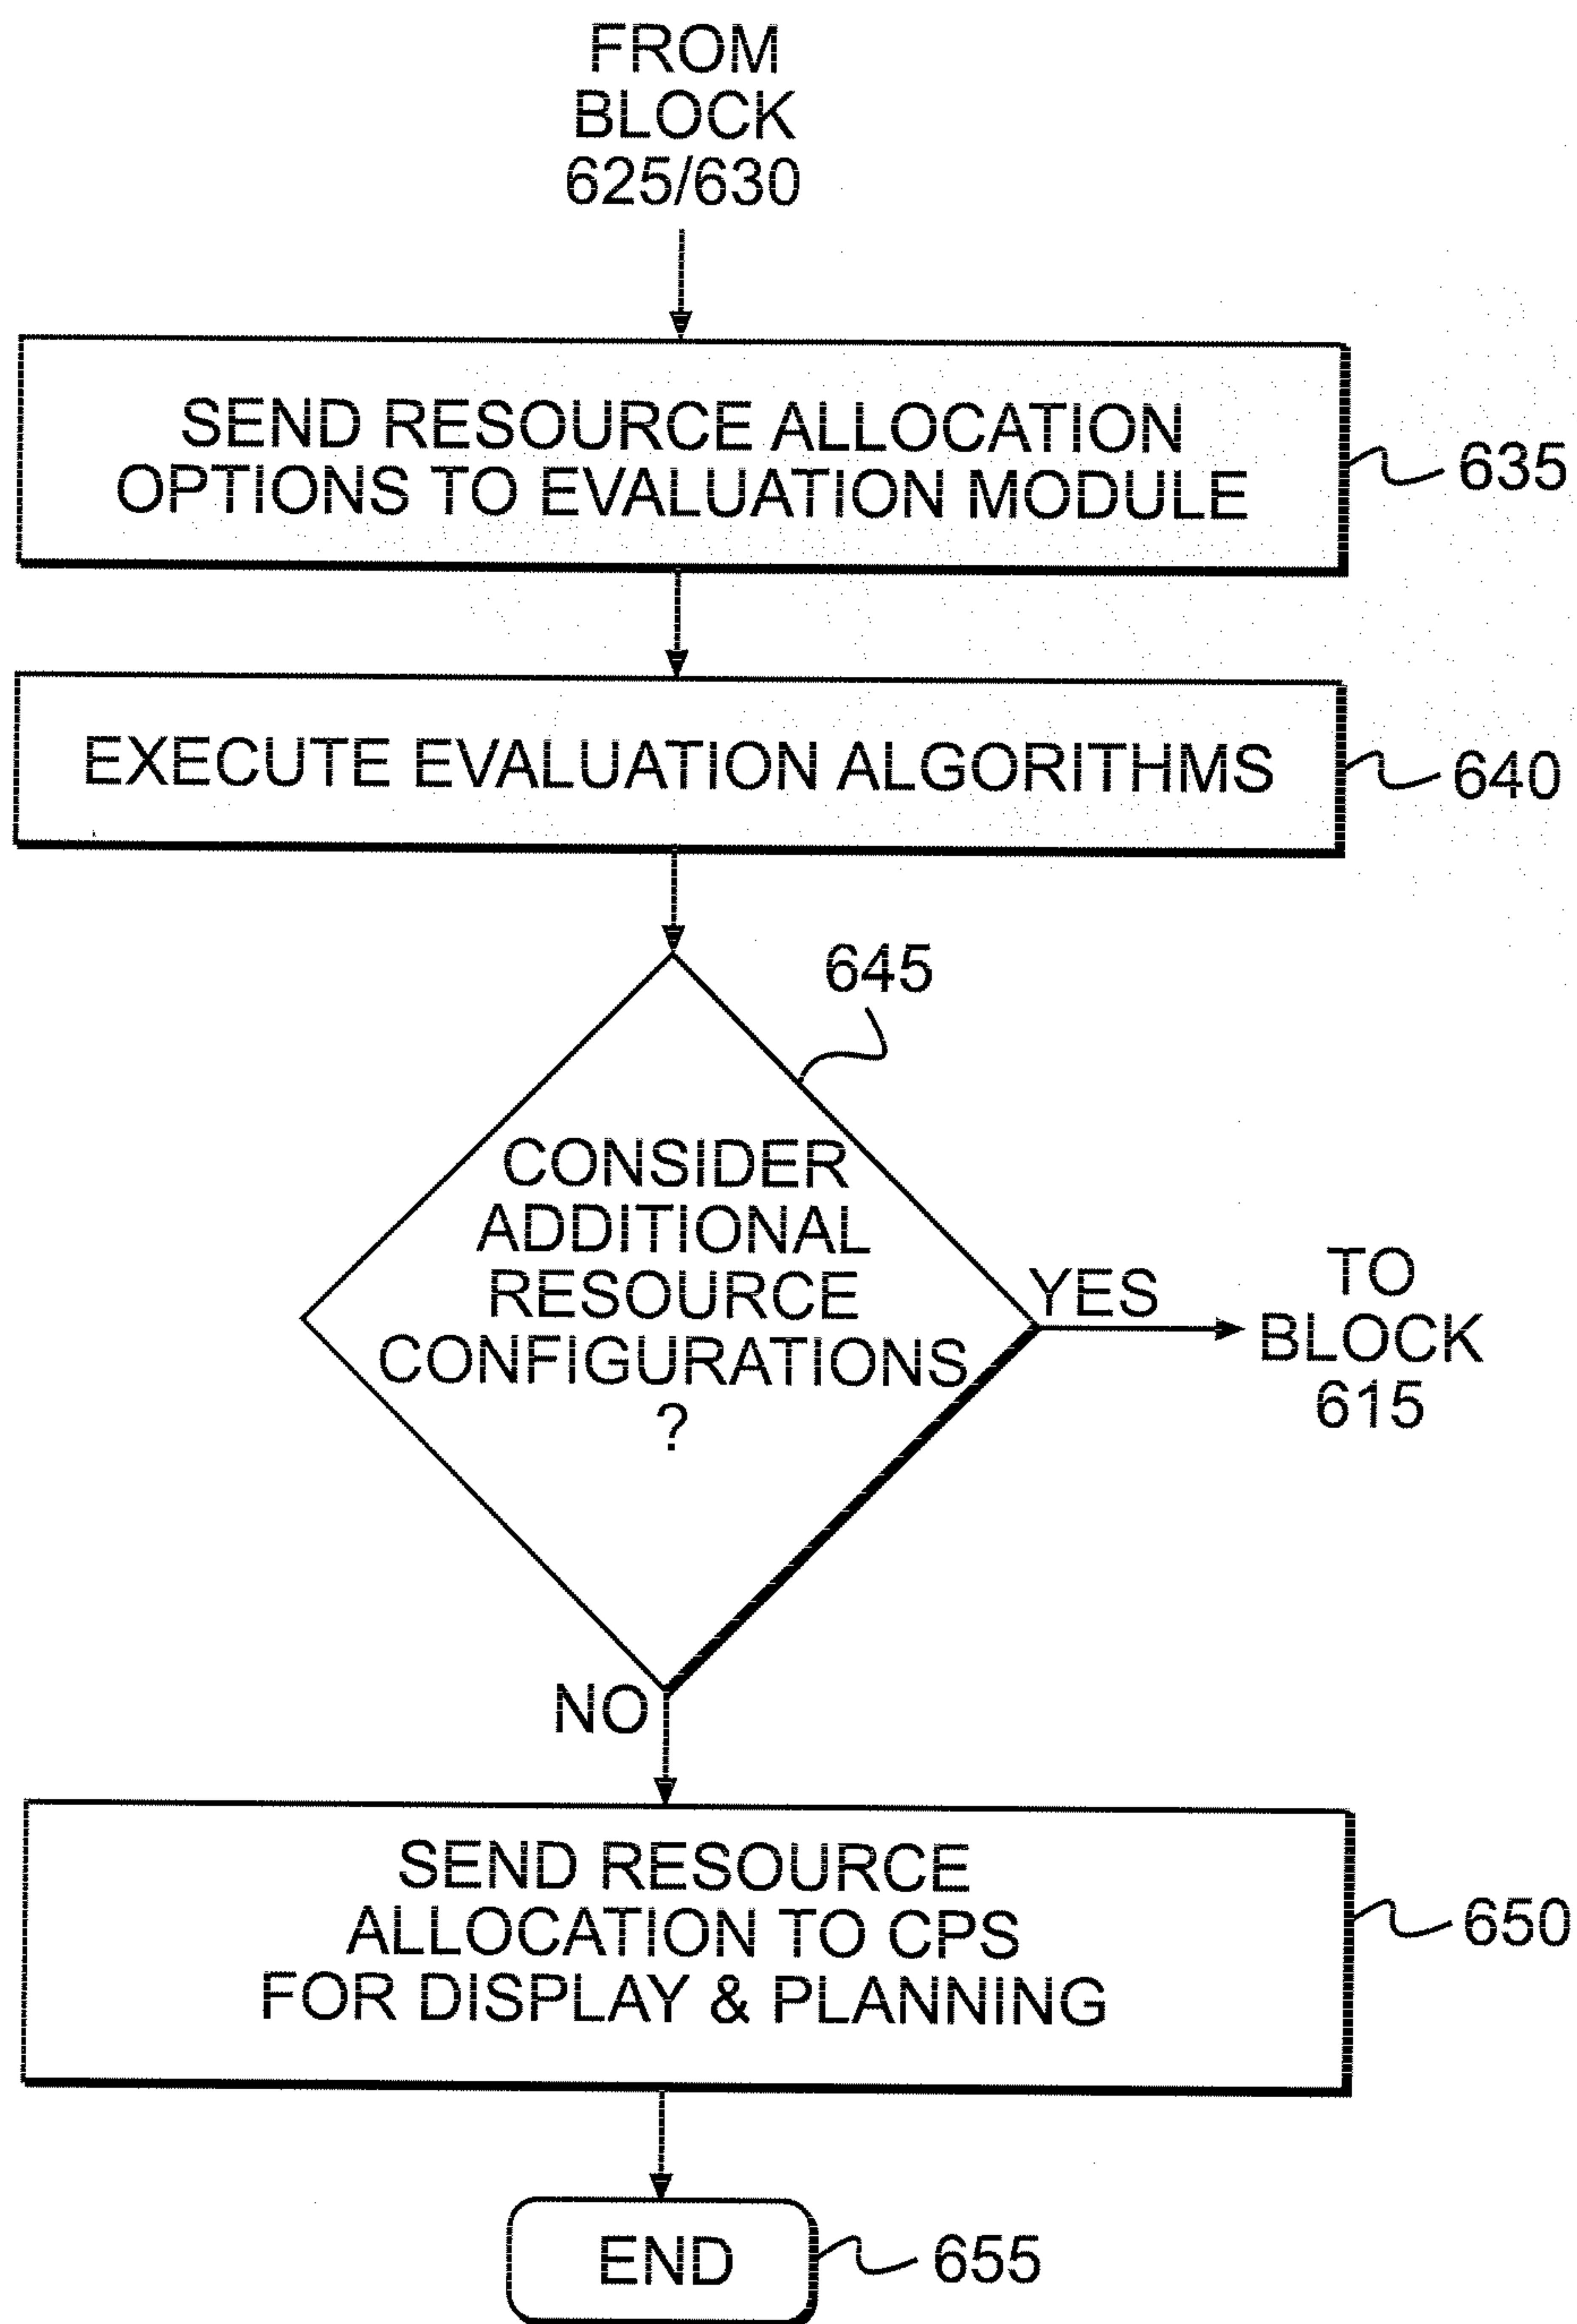 FROM
BLOCK
625/630
SEND RESOURCE ALLOCATION
OPTIONS TO EVALUATION MODULE
635
EXECUTE EVALUATION ALGORITHMS
640
645
CONSIDER
ADDITIONAL
RESOURCE
CONFIGURATIONS
?
YES
TO
BLOCK
615
NO
SEND RESOURCE
ALLOCATION TO CPS
FOR DISPLAY & PLANNING
650
END
655